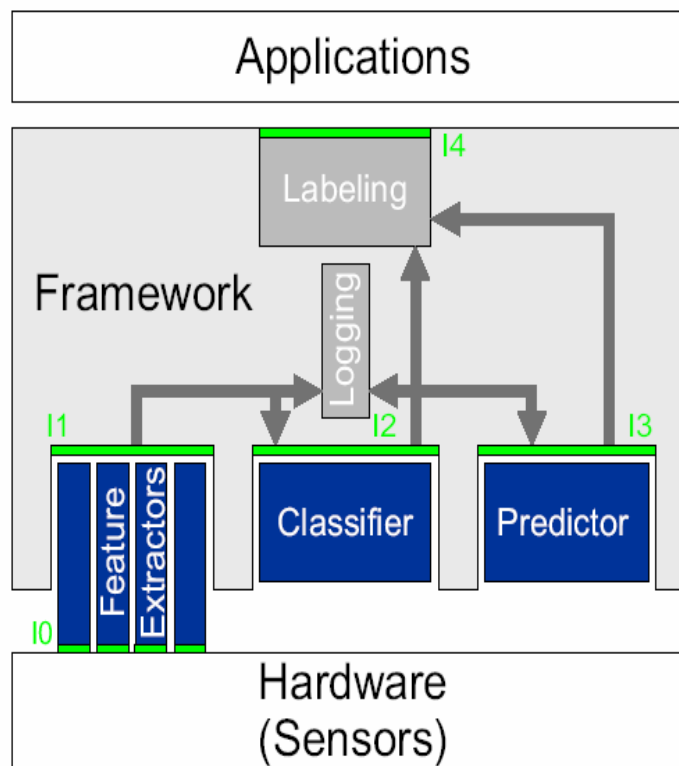 Applications
I4
Labeling
Framework
Logging
I1
I2
I3
Feature
Extractors
Classifier
Predictor
I0
Hardware
(Sensors)